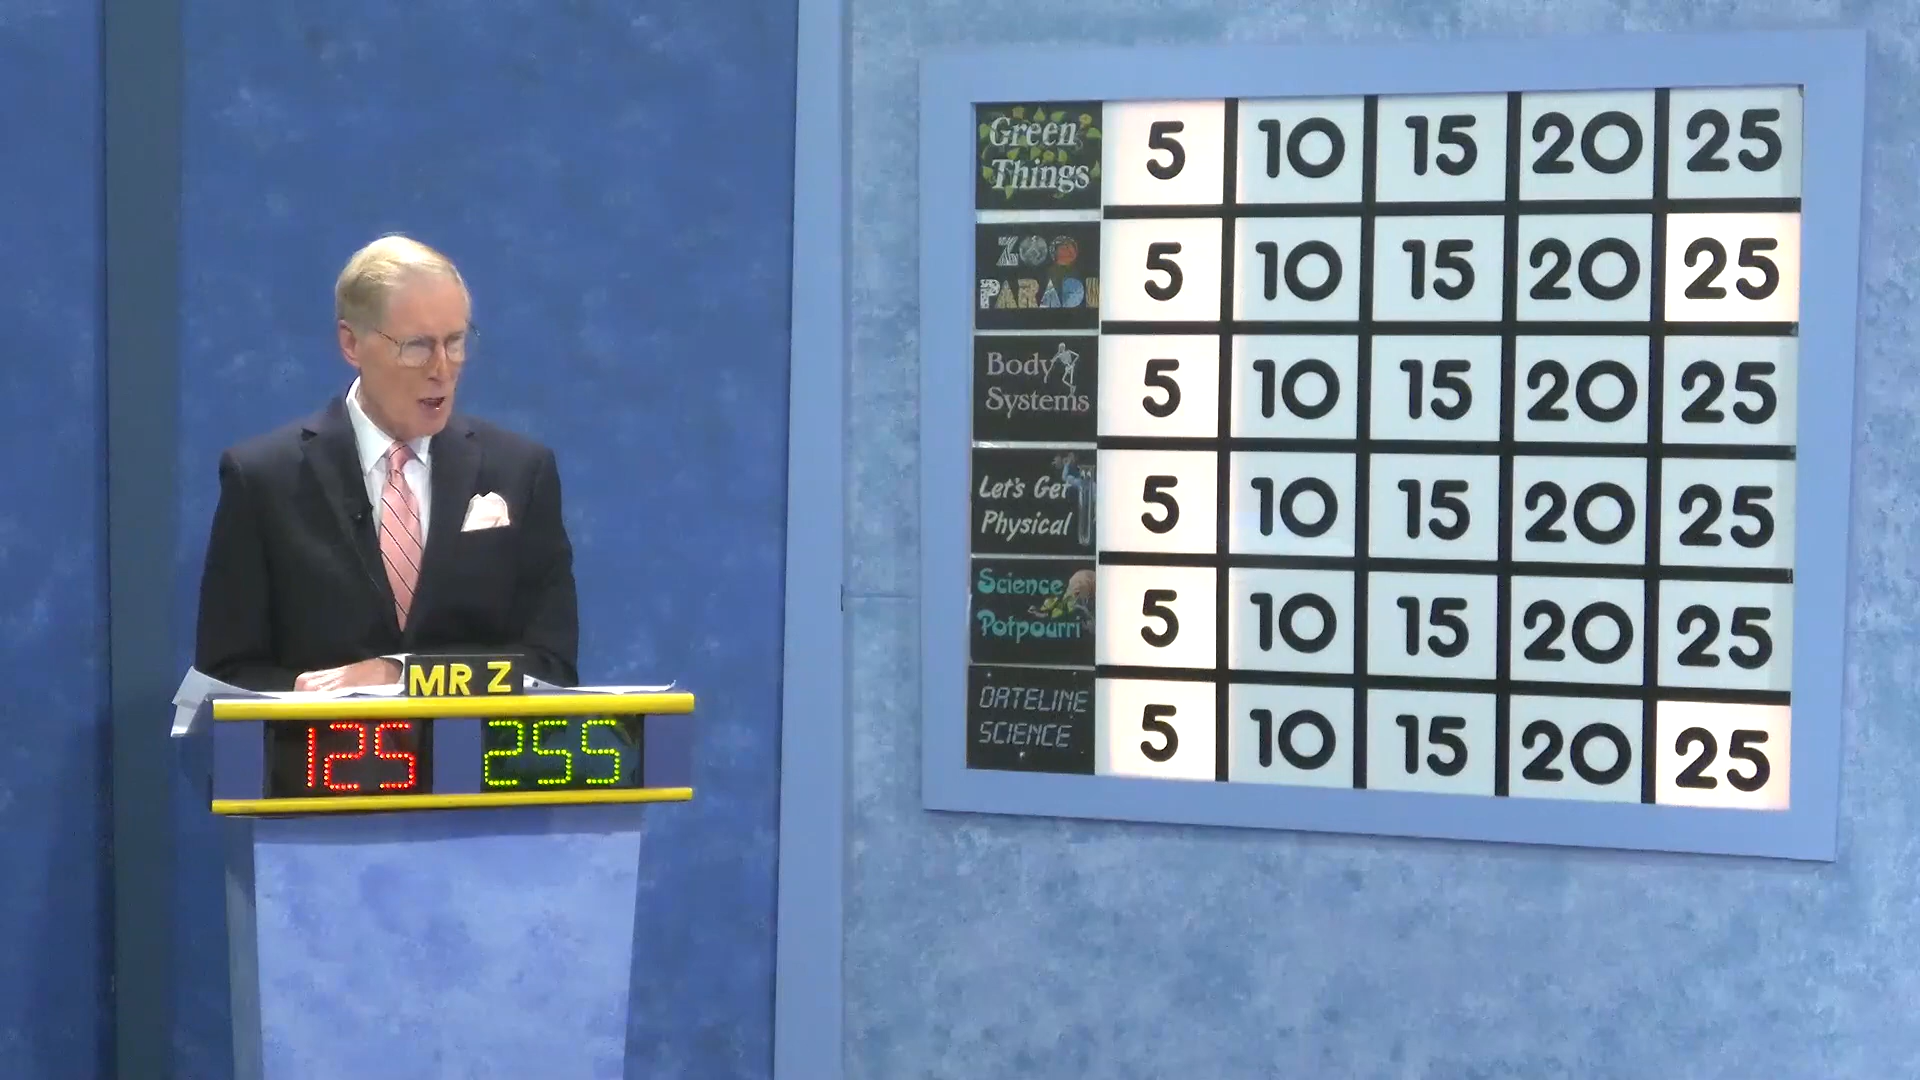 Green
Things
5 10 15 20 25
ZOO
PARADE
5 10 15 20 25
Body
Systems
5 10 15 20 25
Let's Get
Physical
5 10 15 20 25
Science
Potpourri
5 10 15 20 25
DATELINE
SCIENCE
5 10 15 20 25
MR Z
125 255